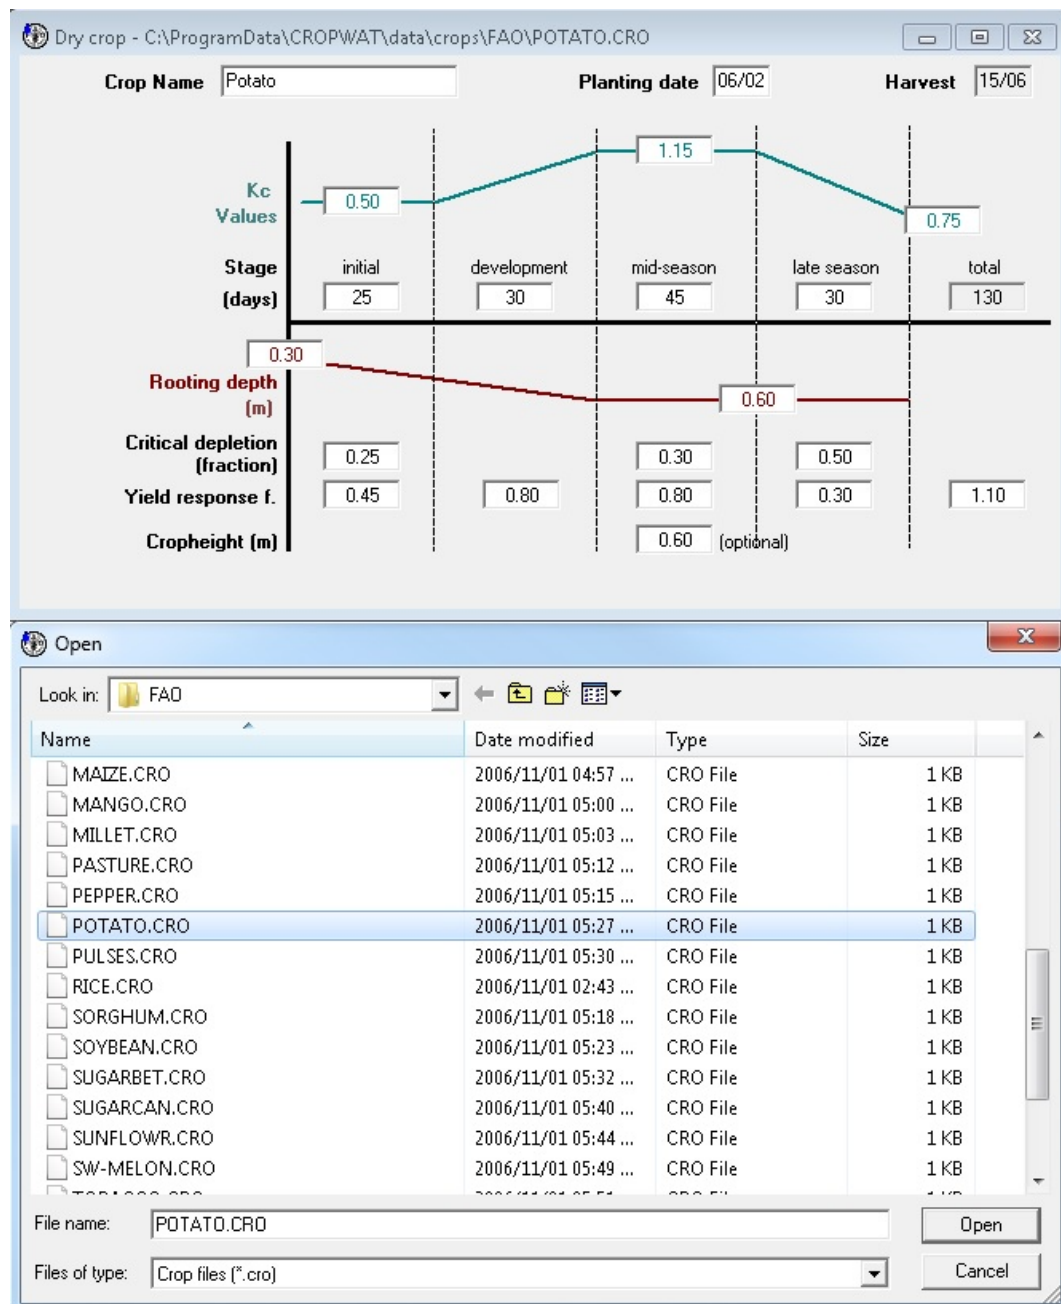 Dry crop - C:\ProgramData\CROPWAT\data\crops\FAO\POTATO.CRO
Crop Name Potato Planting date 06/02 Harvest 15/06
Kc Values 0.50 1.15 0.75
Stage initial development mid-season late season total
(days) 25 30 45 30 130
0.30
Rooting depth
(m) 0.60
Critical depletion
(fraction) 0.25 0.30 0.50
Yield response f. 0.45 0.80 0.80 0.30 1.10
Cropheight (m) 0.60 (optional)
Open
Look in: FAO
Name Date modified Type Size
MAIZE.CRO 2006/11/01 04:57 ... CRO File 1 KB
MANGO.CRO 2006/11/01 05:00 ... CRO File 1 KB
MILLET.CRO 2006/11/01 05:03 ... CRO File 1 KB
PASTURE.CRO 2006/11/01 05:12 ... CRO File 1 KB
PEPPER.CRO 2006/11/01 05:15 ... CRO File 1 KB
POTATO.CRO 2006/11/01 05:27 ... CRO File 1 KB
PULSES.CRO 2006/11/01 05:30 ... CRO File 1 KB
RICE.CRO 2006/11/01 02:43 ... CRO File 1 KB
SORGHUM.CRO 2006/11/01 05:18 ... CRO File 1 KB
SOYBEAN.CRO 2006/11/01 05:23 ... CRO File 1 KB
SUGARBET.CRO 2006/11/01 05:32 ... CRO File 1 KB
SUGARCAN.CRO 2006/11/01 05:40 ... CRO File 1 KB
SUNFLOWR.CRO 2006/11/01 05:44 ... CRO File 1 KB
SW-MELON.CRO 2006/11/01 05:49 ... CRO File 1 KB
File name: POTATO.CRO Open
Files of type: Crop files (*.cro) Cancel